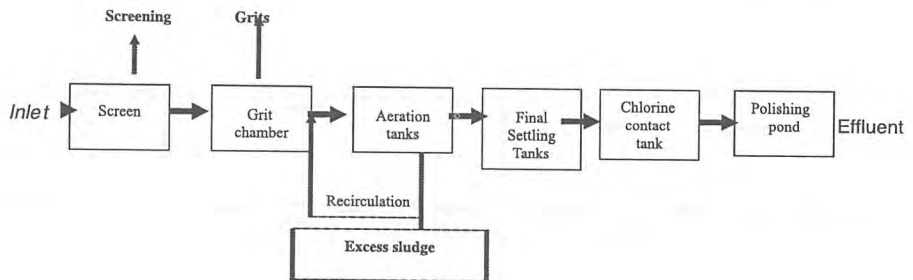 Screening
Grits
Inlet
Screen
Grit
chamber
Aeration
tanks
Final
Settling
Tanks
Chlorine
contact
tank
Polishing
pond
Effluent
Recirculation
Excess sludge